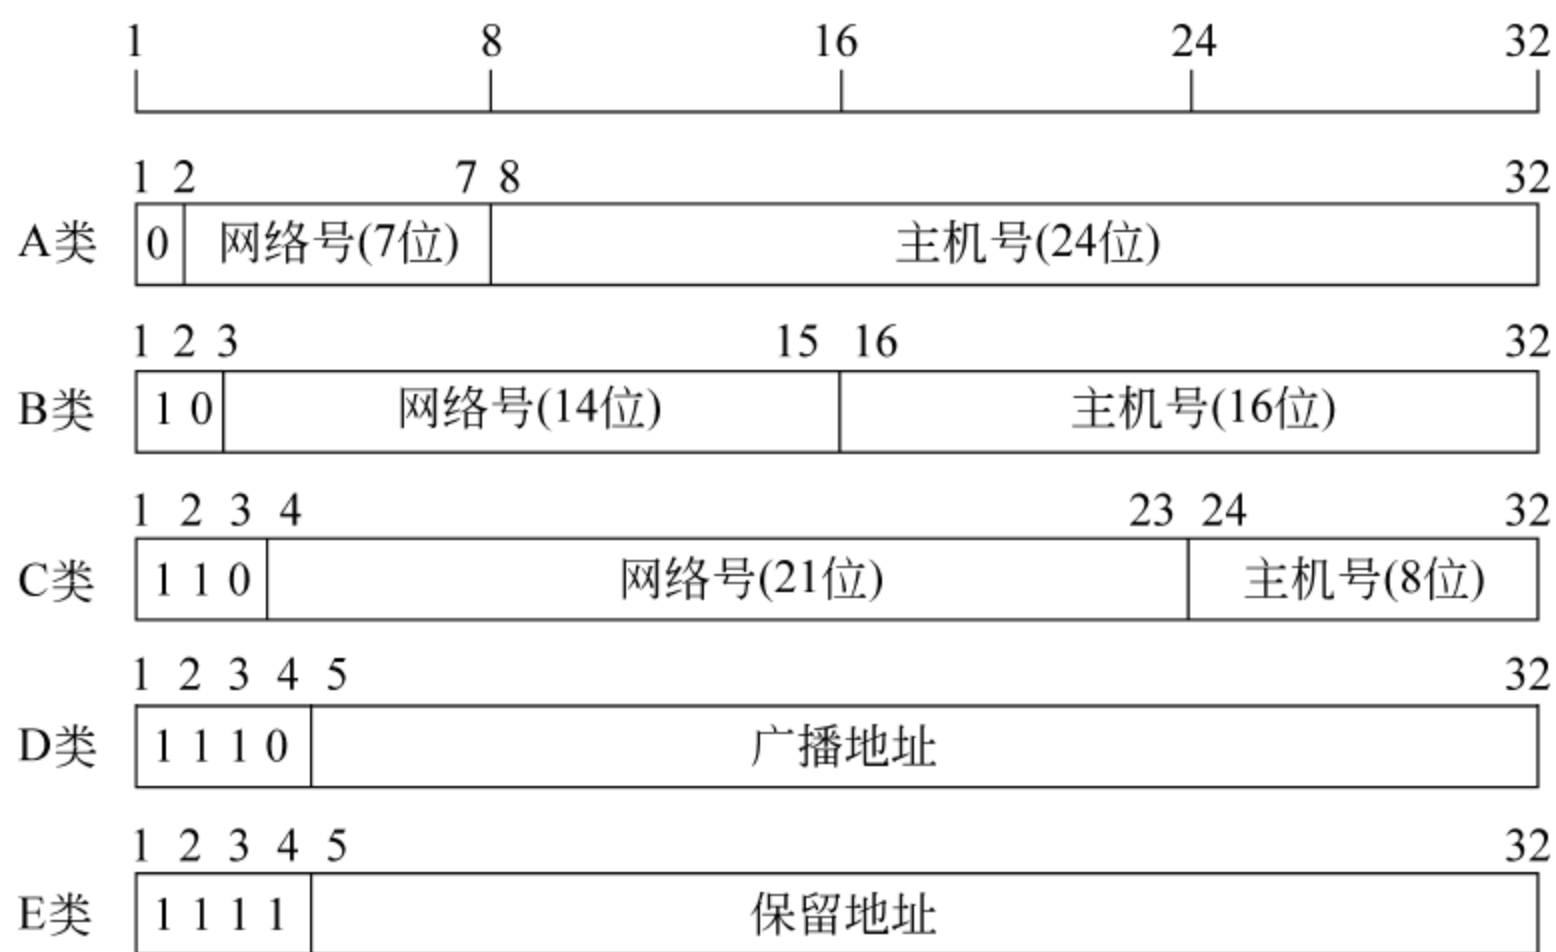 1 8 16 24 32
1 2 7 8 32
A类 0 网络号(7位) 主机号(24位)
1 2 3 15 16 32
B类 1 0 网络号(14位) 主机号(16位)
1 2 3 4 23 24 32
C类 1 1 0 网络号(21位) 主机号(8位)
1 2 3 4 5 32
D类 1 1 1 0 广播地址
1 2 3 4 5 32
E类 1 1 1 1 保留地址